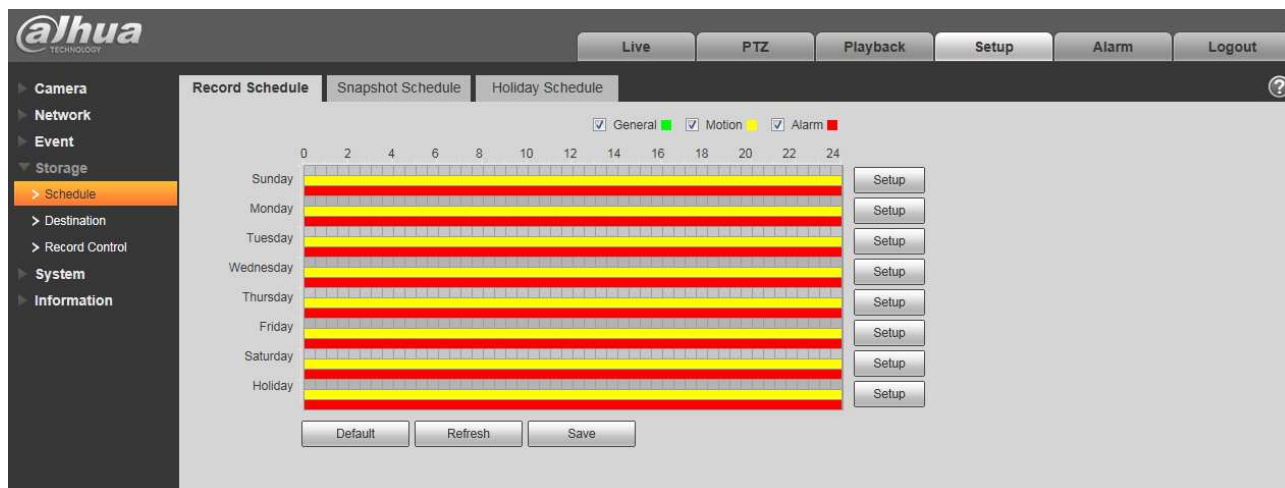 alhua
TECHNOLOGY
Live PTZ Playback Setup Alarm Logout
Camera
Network
Event
Storage
> Schedule
> Destination
> Record Control
System
Information
Record Schedule Snapshot Schedule Holiday Schedule ?
General Motion Alarm
0 2 4 6 8 10 12 14 16 18 20 22 24
Sunday Setup
Monday Setup
Tuesday Setup
Wednesday Setup
Thursday Setup
Friday Setup
Saturday Setup
Holiday Setup
Default Refresh Save